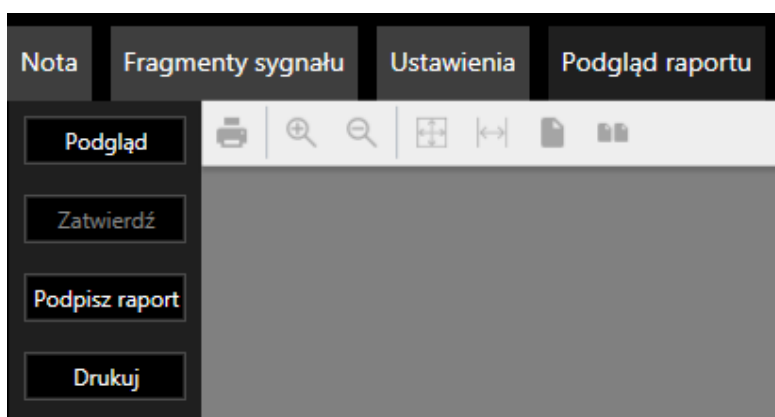 Nota
Fragmenty sygnału
Ustawienia
Podgląd raportu
Podgląd
Zatwierdź
Podpisz raport
Drukuj